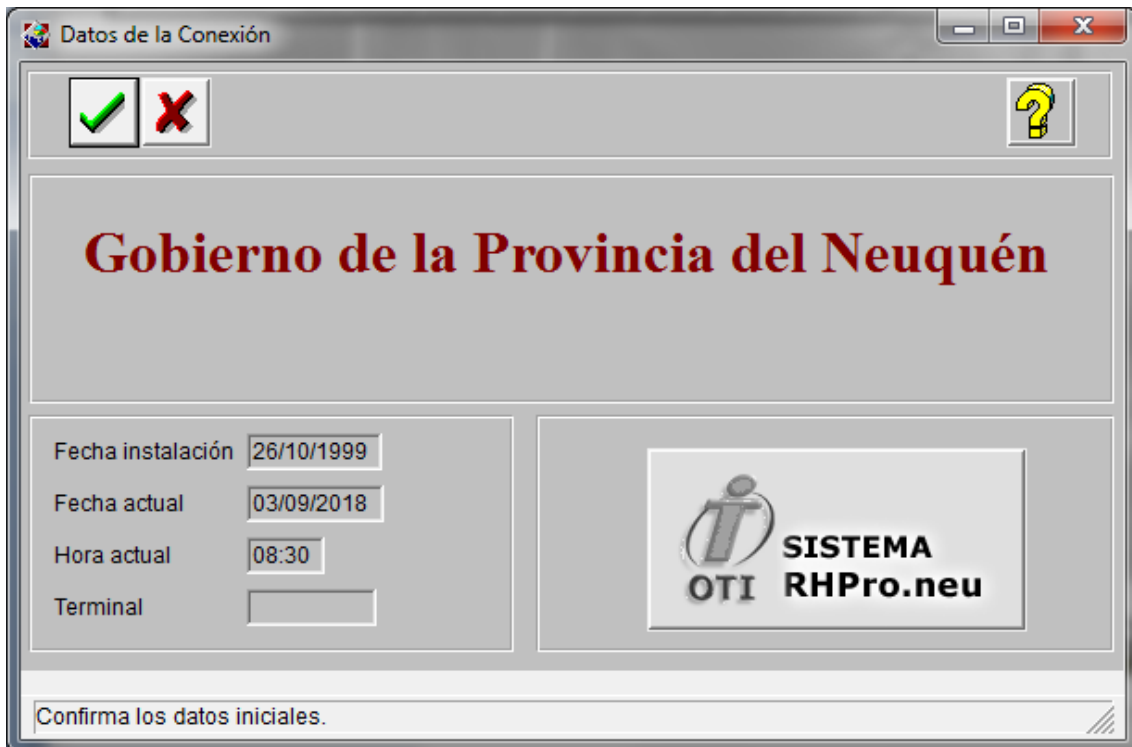 Datos de la Conexión
Gobierno de la Provincia del Neuquén
Fecha instalación 26/10/1999
Fecha actual 03/09/2018
Hora actual 08:30
Terminal
OTI SISTEMA
RHPro.neu
Confirma los datos iniciales.